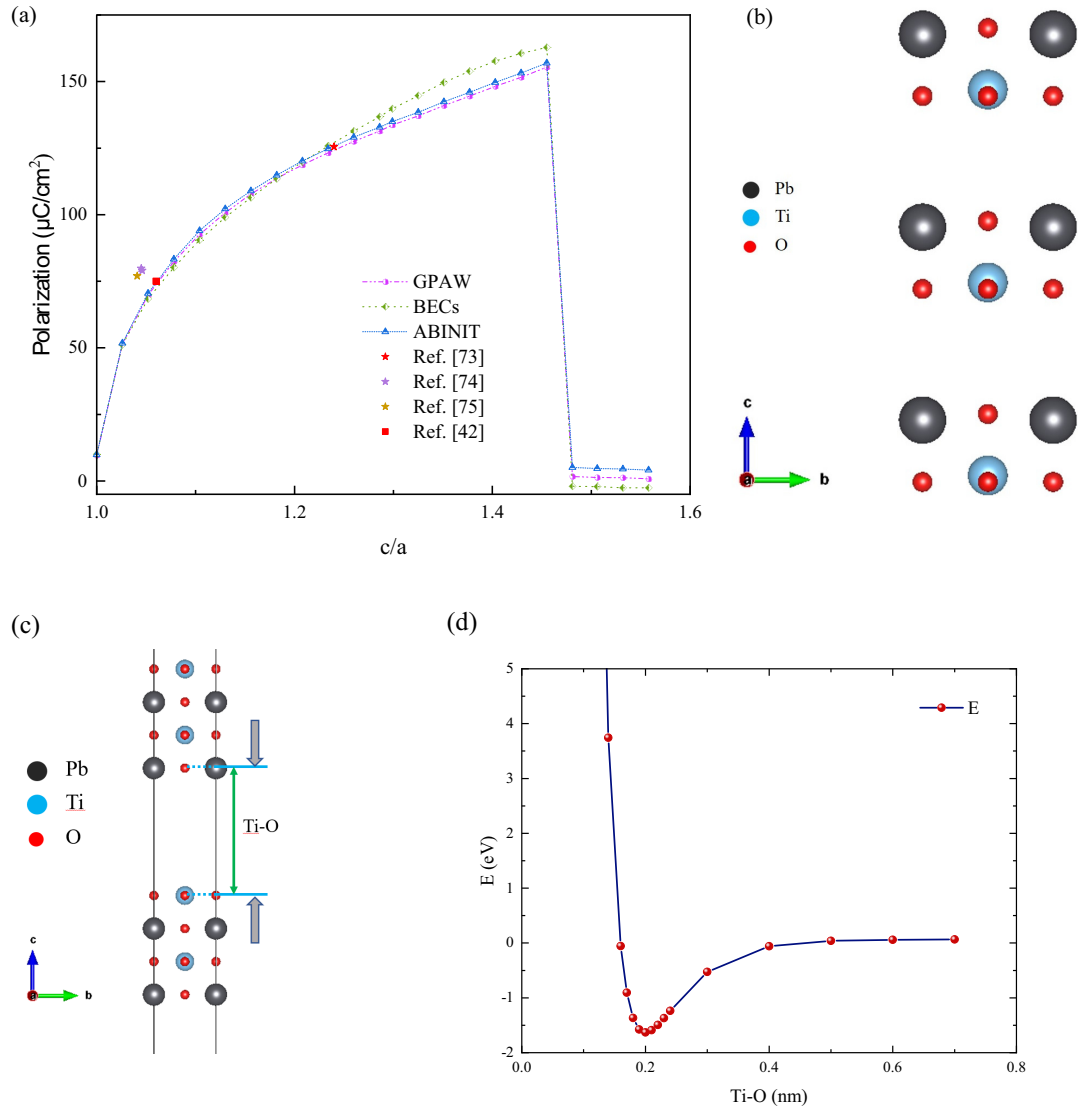 (a)
Polarization (μC/cm²)
150
100
50
0
1.0
1.2
1.4
1.6
c/a
GPAW
BECs
ABINIT
Ref. [73]
Ref. [74]
Ref. [75]
Ref. [42]
(b)
Pb
Ti
O
c
a
b
(c)
Pb
Ti
O
Ti-O
c
a
b
(d)
5
4
3
2
1
0
-1
-2
E (eV)
E
0.0
0.2
0.4
0.6
0.8
Ti-O (nm)